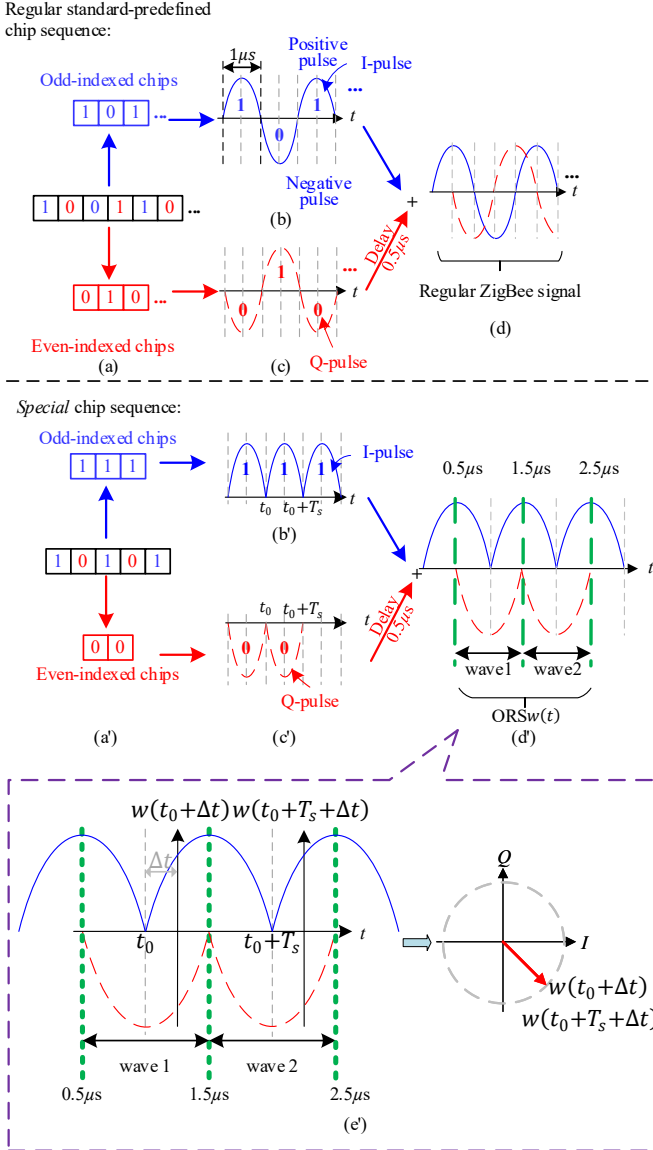 Regular standard-predefined
chip sequence:
Odd-indexed chips
1 0 1 ...
1 0 0 1 1 0 ...
0 1 0 ...
Even-indexed chips
(a)
1μs
Positive
pulse
I-pulse
...
1 1
t
0
Negative
pulse
(b)
1
...
t
0 0
Q-pulse
(c)
+
Delay
0.5μs
...
t
Regular ZigBee signal
(d)
Special chip sequence:
Odd-indexed chips
1 1 1
1 0 1 0 1
0 0
Even-indexed chips
(a')
I-pulse
1 1 1
t₀ t₀+Tₛ t
(b')
t₀ t₀+Tₛ t
0 0
Q-pulse
(c')
+
Delay
0.5μs
0.5μs 1.5μs 2.5μs
t
wave1 wave2
ORSw(t)
(d')
w(t₀+Δt) w(t₀+Tₛ+Δt)
Δt
t₀ t₀+Tₛ t
wave 1 wave 2
0.5μs 1.5μs 2.5μs
Q
I
w(t₀+Δt)
w(t₀+Tₛ+Δt)
(e')